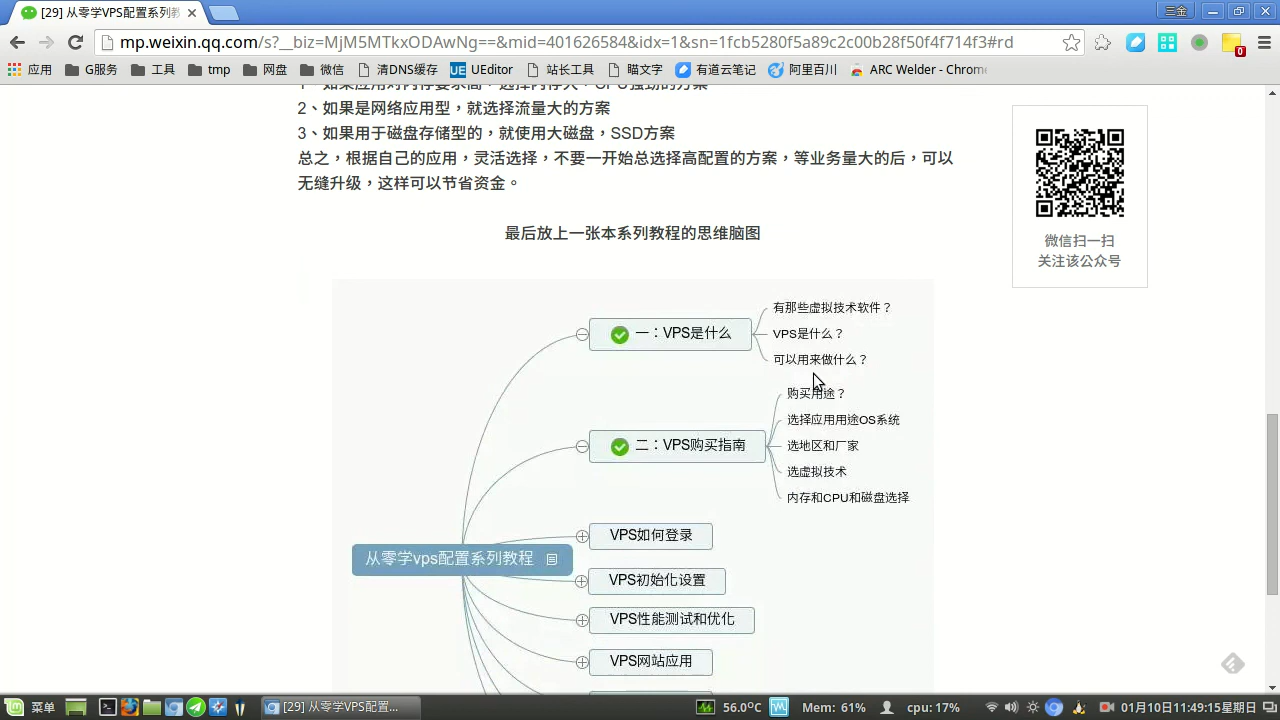 [29] 从零学VPS配置系列教
三金
mp.weixin.qq.com/s?__biz=MjM5MTkxODAwNg==&mid=401626584&idx=1&sn=1fcb5280f5a89c2c00b28f50f4f714f3#rd
应用 G服务 工具 tmp 网盘 微信 清DNS缓存 UE UEditor 站长工具 瞄文字 有道云笔记 阿里百川 ARC Welder - Chrom
2、如果是网络应用型，就选择流量大的方案
3、如果用于磁盘存储型的，就使用大磁盘，SSD方案
总之，根据自己的应用，灵活选择，不要一开始总选择高配置的方案，等业务量大的后，可以
无缝升级，这样可以节省资金。
微信扫一扫
关注该公众号
最后放上一张本系列教程的思维脑图
从零学vps配置系列教程
一：VPS是什么
有那些虚拟技术软件？
VPS是什么？
可以用来做什么？
二：VPS购买指南
购买用途？
选择应用用途OS系统
选地区和厂家
选虚拟技术
内存和CPU和磁盘选择
VPS如何登录
VPS初始化设置
VPS性能测试和优化
VPS网站应用
菜单 [29] 从零学VPS配置... 56.0ºC Mem: 61% cpu: 17% 01月10日11:49:15星期日